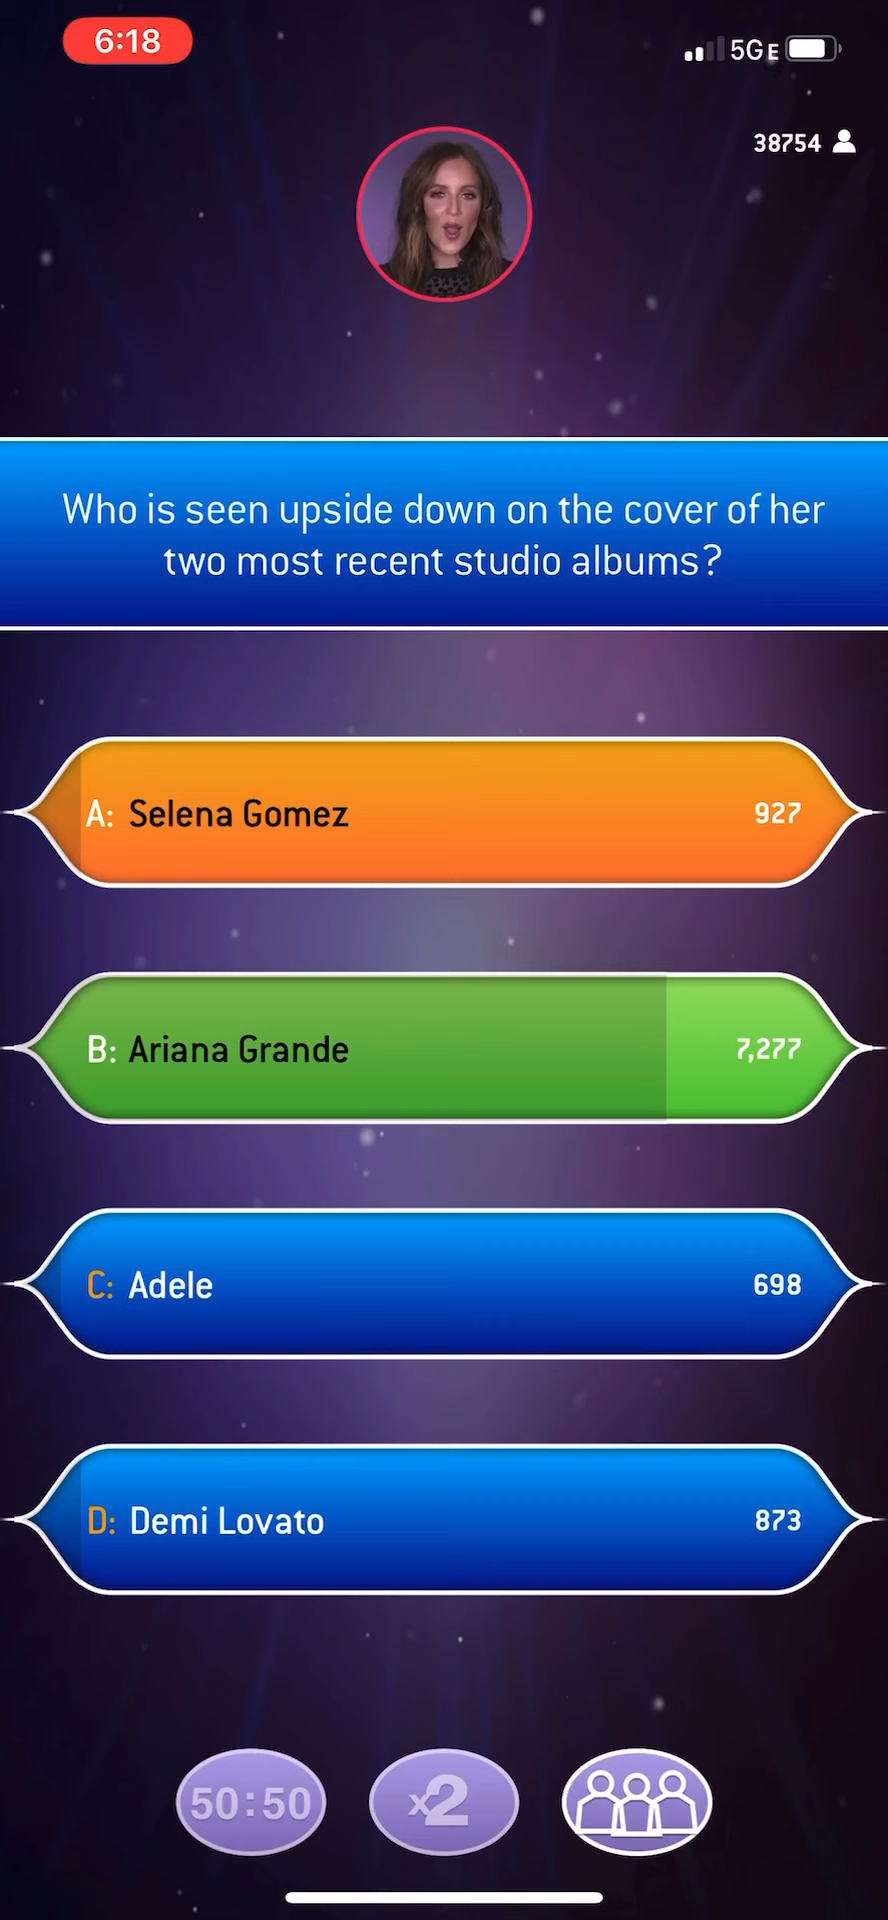 6:18
5GE
38754
Who is seen upside down on the cover of her
two most recent studio albums?
A: Selena Gomez 927
B: Ariana Grande 7,277
C: Adele 698
D: Demi Lovato 873
50:50 x2